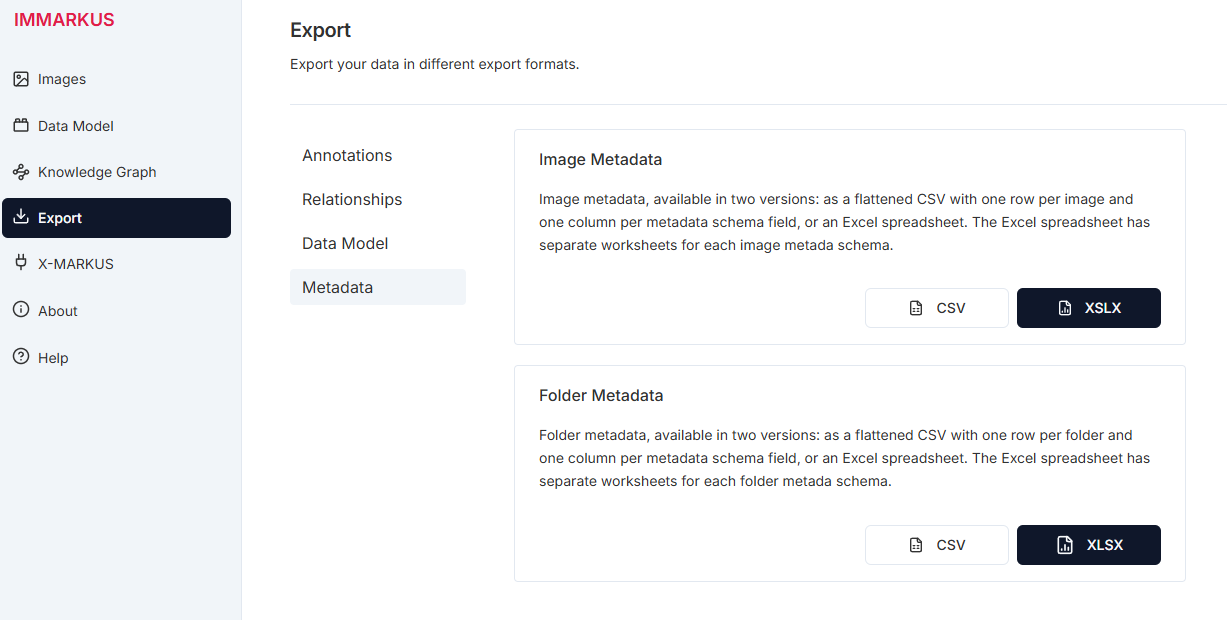 IMMARKUS
Images
Data Model
Knowledge Graph
Export
X-MARKUS
About
Help
Export
Export your data in different export formats.
Annotations
Relationships
Data Model
Metadata
Image Metadata
Image metadata, available in two versions: as a flattened CSV with one row per image and
one column per metadata schema field, or an Excel spreadsheet. The Excel spreadsheet has
separate worksheets for each image metada schema.
CSV
XSLX
Folder Metadata
Folder metadata, available in two versions: as a flattened CSV with one row per folder and
one column per metadata schema field, or an Excel spreadsheet. The Excel spreadsheet has
separate worksheets for each folder metada schema.
CSV
XLSX